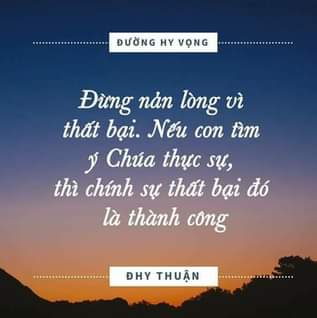 ĐƯỜNG HY VỌNG
Đừng nản lòng vì
thất bại. Nếu con tìm
ý Chúa thực sự,
thì chính sự thất bại đó
là thành công
ĐHY THUẬN